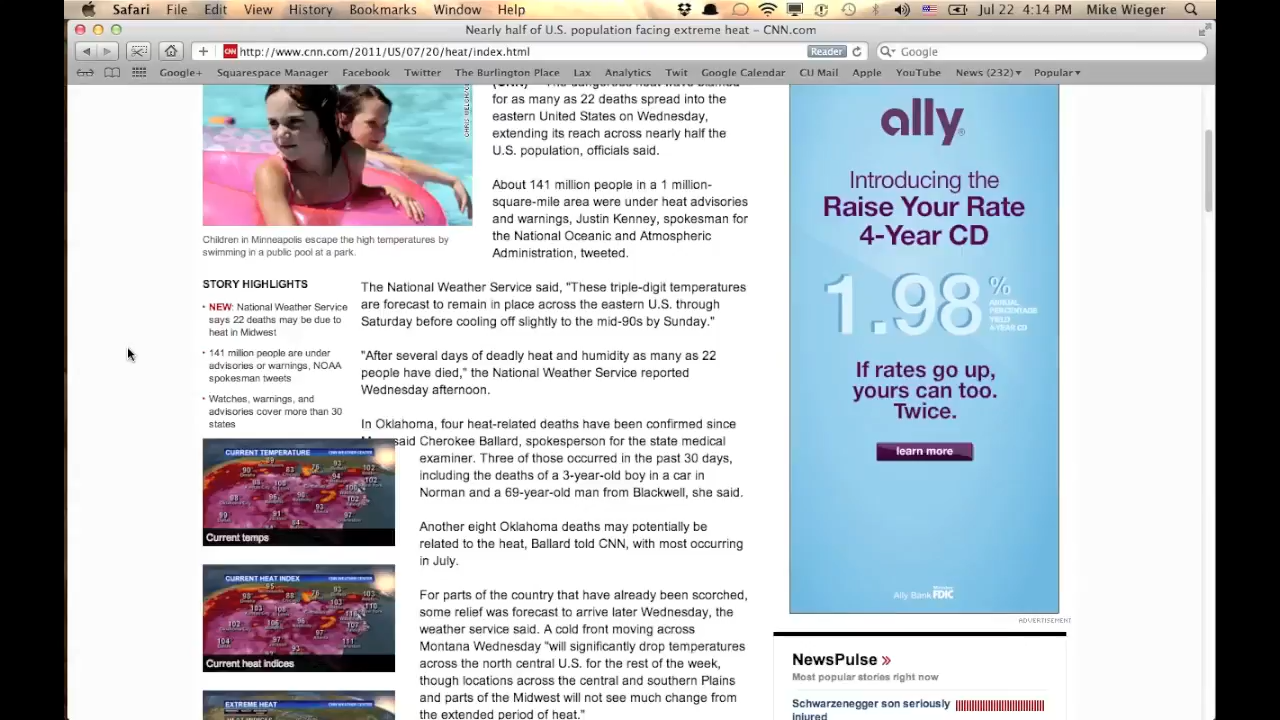 Safari File Edit View History Bookmarks Window Help Jul 22 4:14 PM Mike Wieger
Nearly half of U.S. population facing extreme heat – CNN.com
CNN http://www.cnn.com/2011/US/07/20/heat/index.html Reader Google
Google+ Squarespace Manager Facebook Twitter The Burlington Place Lax Analytics Twit Google Calendar CU Mail Apple YouTube News (232) Popular
for as many as 22 deaths spread into the
eastern United States on Wednesday,
extending its reach across nearly half the
U.S. population, officials said.
About 141 million people in a 1 million-
square-mile area were under heat advisories
and warnings, Justin Kenney, spokesman for
the National Oceanic and Atmospheric
Administration, tweeted.
Children in Minneapolis escape the high temperatures by
swimming in a public pool at a park.
STORY HIGHLIGHTS
NEW: National Weather Service
says 22 deaths may be due to
heat in Midwest
141 million people are under
advisories or warnings, NOAA
spokesman tweets
Watches, warnings, and
advisories cover more than 30
states
The National Weather Service said, "These triple-digit temperatures
are forecast to remain in place across the eastern U.S. through
Saturday before cooling off slightly to the mid-90s by Sunday."
"After several days of deadly heat and humidity as many as 22
people have died," the National Weather Service reported
Wednesday afternoon.
In Oklahoma, four heat-related deaths have been confirmed since
said Cherokee Ballard, spokesperson for the state medical
examiner. Three of those occurred in the past 30 days,
including the deaths of a 3-year-old boy in a car in
Norman and a 69-year-old man from Blackwell, she said.
Another eight Oklahoma deaths may potentially be
related to the heat, Ballard told CNN, with most occurring
in July.
For parts of the country that have already been scorched,
some relief was forecast to arrive later Wednesday, the
weather service said. A cold front moving across
Montana Wednesday "will significantly drop temperatures
across the north central U.S. for the rest of the week,
though locations across the central and southern Plains
and parts of the Midwest will not see much change from
the extended period of heat."
CURRENT TEMPERATURE
Current temps
CURRENT HEAT INDEX
Current heat indices
EXTREME HEAT
ally
Introducing the
Raise Your Rate
4-Year CD
1.98%
ANNUAL
PERCENTAGE
YIELD
4-YEAR CD
If rates go up,
yours can too.
Twice.
learn more
Ally Bank FDIC
ADVERTISEMENT
NewsPulse »
Most popular stories right now
Schwarzenegger son seriously
injured